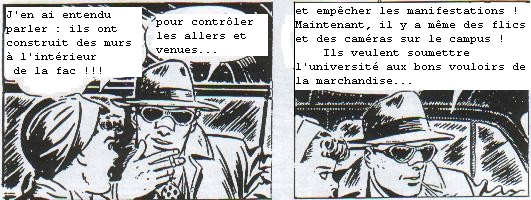 J'en ai entendu
parler : ils ont
construit des murs
à l'intérieur
de la fac !!!
pour contrôler
les allers et
venues...
et empêcher les manifestations !
Maintenant, il y a même des flics
et des caméras sur le campus !
Ils veulent soumettre
l'université aux bons vouloirs de
la marchandise...